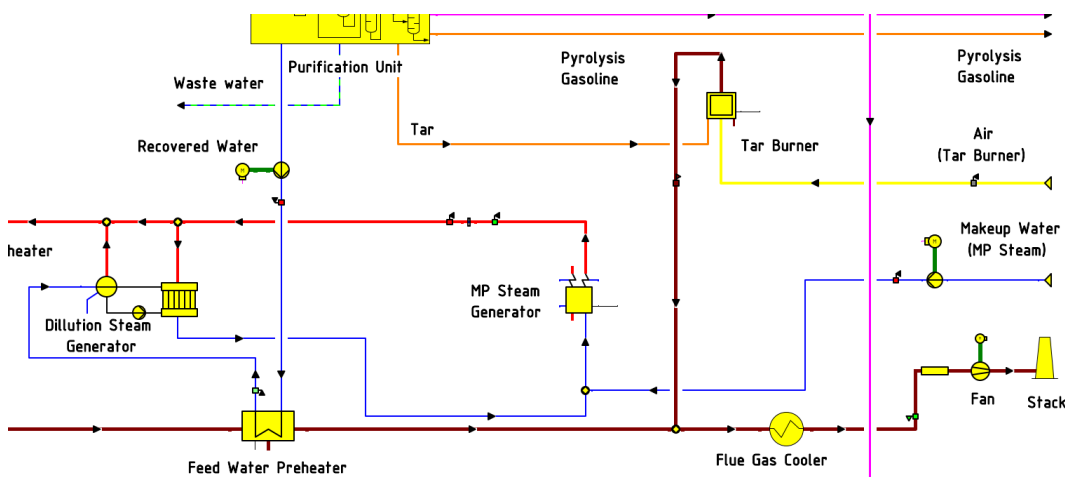 Purification Unit
Pyrolysis
Gasoline
Pyrolysis
Gasoline
Waste water
Tar
Recovered Water
Tar Burner
Air
(Tar Burner)
Makeup Water
(MP Steam)
heater
MP Steam
Generator
Dillution Steam
Generator
Fan
Stack
Feed Water Preheater
Flue Gas Cooler
M
M
M